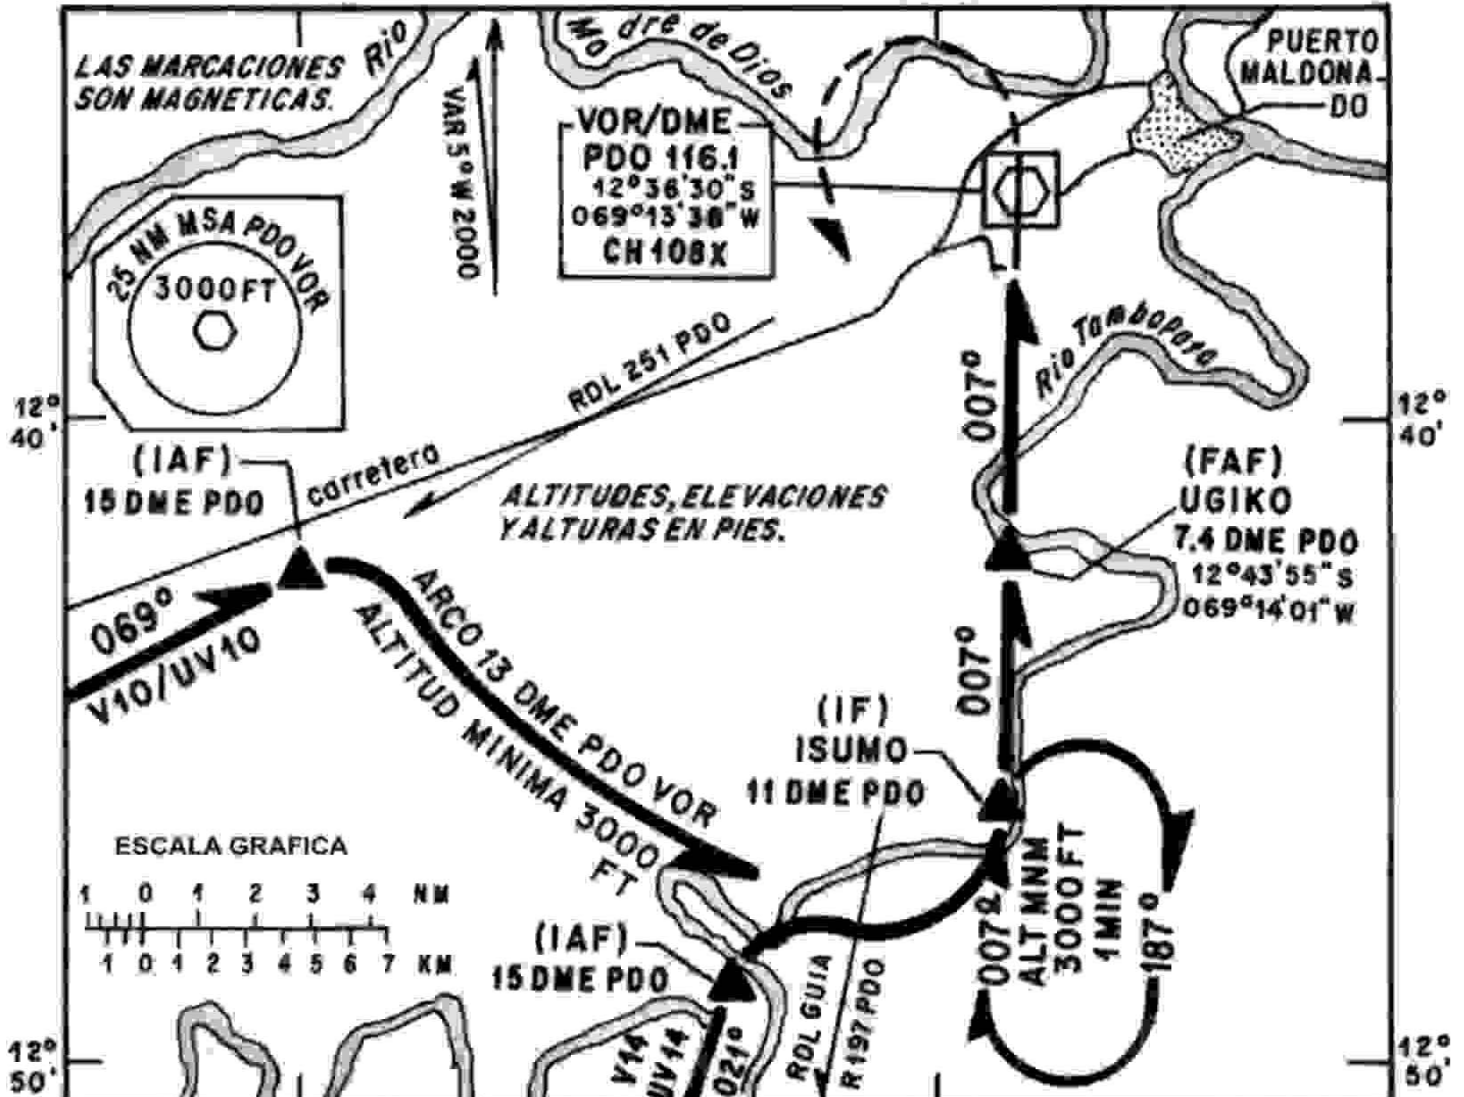 LAS MARCACIONES
SON MAGNETICAS.
Rio
VAR 5° W 2000
Madre de Dios
PUERTO
MALDONA-
DO
VOR/DME
PDO 116.1
12°36'30"S
069°13'38"W
CH 108X
25 NM MSA PDO VOR
3000FT
RDL 251 PDO
007°
Rio Tambopara
12°
40'
12°
40'
(IAF)
15 DME PDO
carretera
ALTITUDES, ELEVACIONES
Y ALTURAS EN PIES.
(FAF)
UGIKO
7.4 DME PDO
12°43'55"S
069°14'01"W
069°
V10/UV10
ARCO 13 DME PDO VOR
ALTITUD MINIMA 3000
FT
007°
(IF)
ISUMO
11 DME PDO
ESCALA GRAFICA
1 0 1 2 3 4 NM
1 0 1 2 3 4 5 6 7 KM
(IAF)
15 DME PDO
007°
ALT MNM
3000FT
1MIN
187°
V14
UV14
021°
RDL GUIA
R 197 PDO
12°
50'
12°
50'